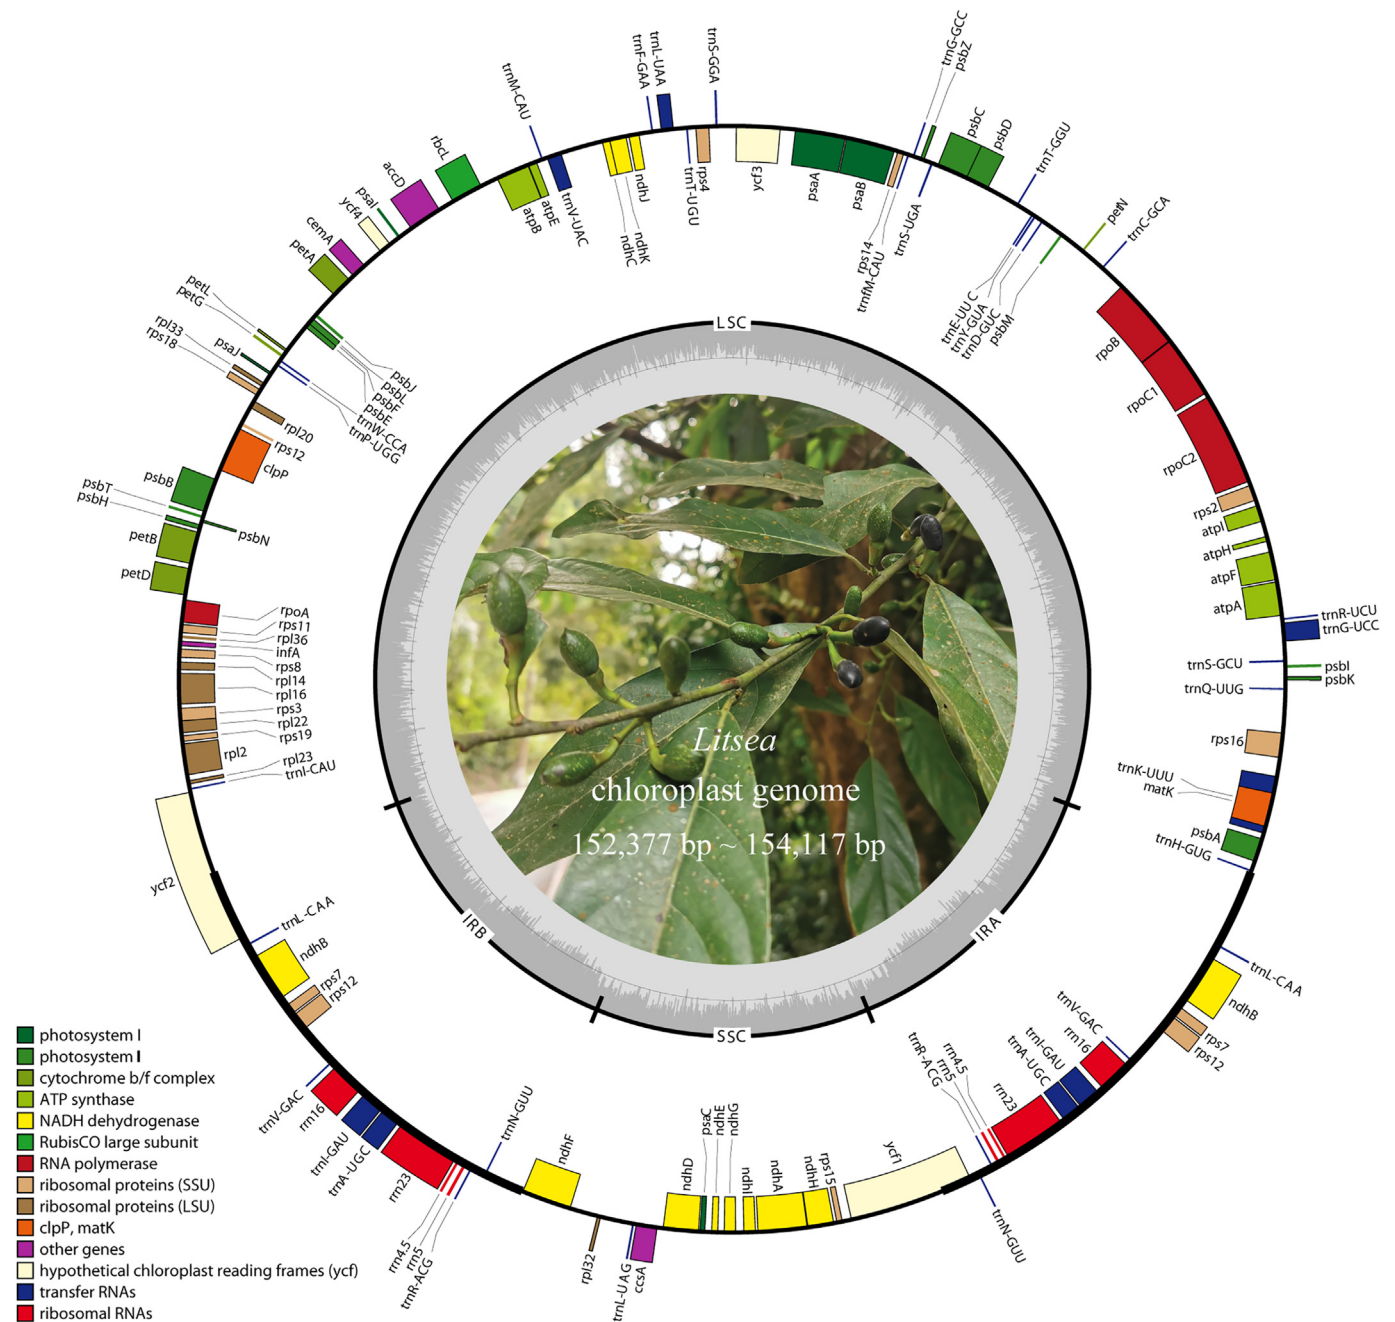 trnL-UAA
trnF-GAA
trnS-GGA
trnG-GCC
psbZ
trnM-CAU
psbC
psbD
trnT-GGU
rbcL
accD
psaI
ycf4
cemA
petA
atpB
atpE
trnV-UAC
ndhJ
ndhK
ndhC
trnT-UGU
rps4
ycf3
psaA
psaB
rps14
trnfM-CAU
trnS-UGA
petN
trnC-GCA
trnE-UUC
trnY-GUA
trnD-GUC
psbM
rpoB
rpoC1
rpoC2
rps2
atpI
atpH
atpF
atpA
trnR-UCU
trnG-UCC
trnS-GCU
psbI
psbK
trnQ-UUG
rps16
trnK-UUU
matK
psbA
trnH-GUG
petL
petG
rpl33
rps18
psaJ
psbJ
psbL
psbF
psbE
trnW-CCA
trnP-UGG
rpl20
rps12
clpP
psbB
psbT
psbH
psbN
petB
petD
rpoA
rps11
rpl36
infA
rps8
rpl14
rpl16
rps3
rpl22
rps19
rpl2
rpl23
trnI-CAU
LSC
Litsea
chloroplast genome
152,377 bp ~ 154,117 bp
IRB
IRA
SSC
ycf2
trnL-CAA
ndhB
rps7
rps12
trnV-GAC
rrn16
trnI-GAU
trnA-UGC
rrn23
rrn4.5
rrn5
trnR-ACG
trnN-GUU
ndhF
rpl32
trnL-UAG
ccsA
ndhD
psaC
ndhE
ndhG
ndhI
ndhA
ndhH
rps15
ycf1
trnN-GUU
trnR-ACG
rrn5
rrn4.5
rrn23
trnA-UGC
trnI-GAU
rrn16
trnV-GAC
rps12
rps7
ndhB
trnL-CAA
photosystem I
photosystem I
cytochrome b/f complex
ATP synthase
NADH dehydrogenase
RubisCO large subunit
RNA polymerase
ribosomal proteins (SSU)
ribosomal proteins (LSU)
clpP, matK
other genes
hypothetical chloroplast reading frames (ycf)
transfer RNAs
ribosomal RNAs